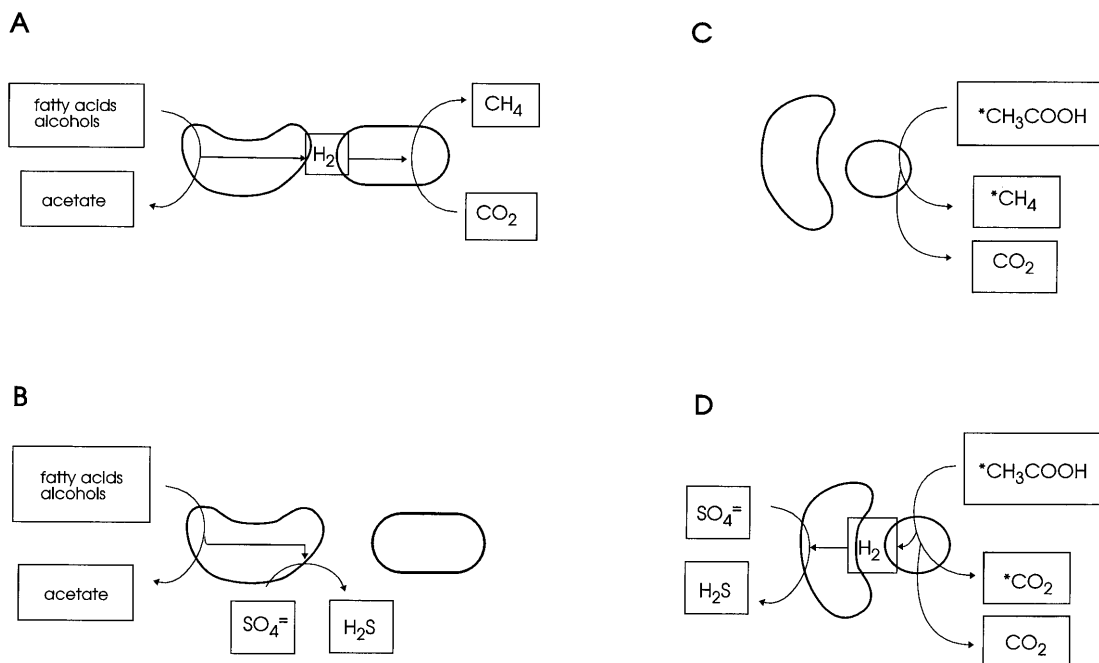 A
fatty acids
alcohols
acetate
H2
CH4
CO2
C
*CH3COOH
*CH4
CO2
B
fatty acids
alcohols
acetate
SO4=
H2S
D
SO4=
H2S
H2
*CH3COOH
*CO2
CO2